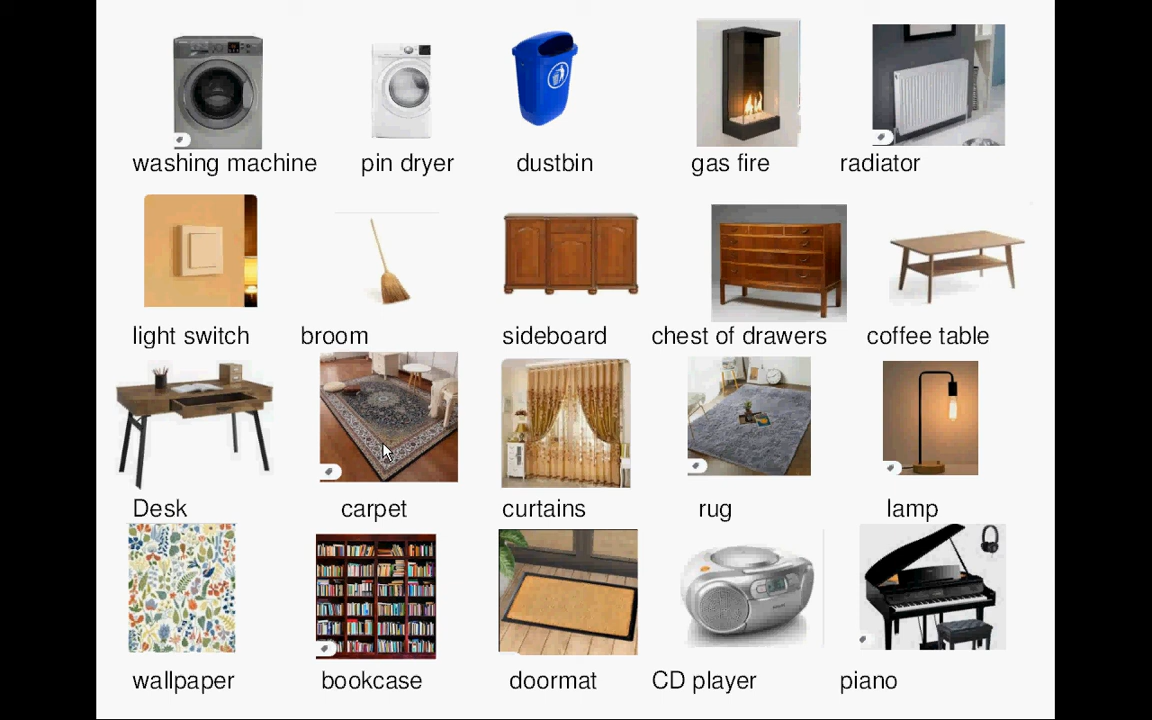 washing machine pin dryer dustbin gas fire radiator
light switch broom sideboard chest of drawers coffee table
Desk carpet curtains rug lamp
wallpaper bookcase doormat CD player piano